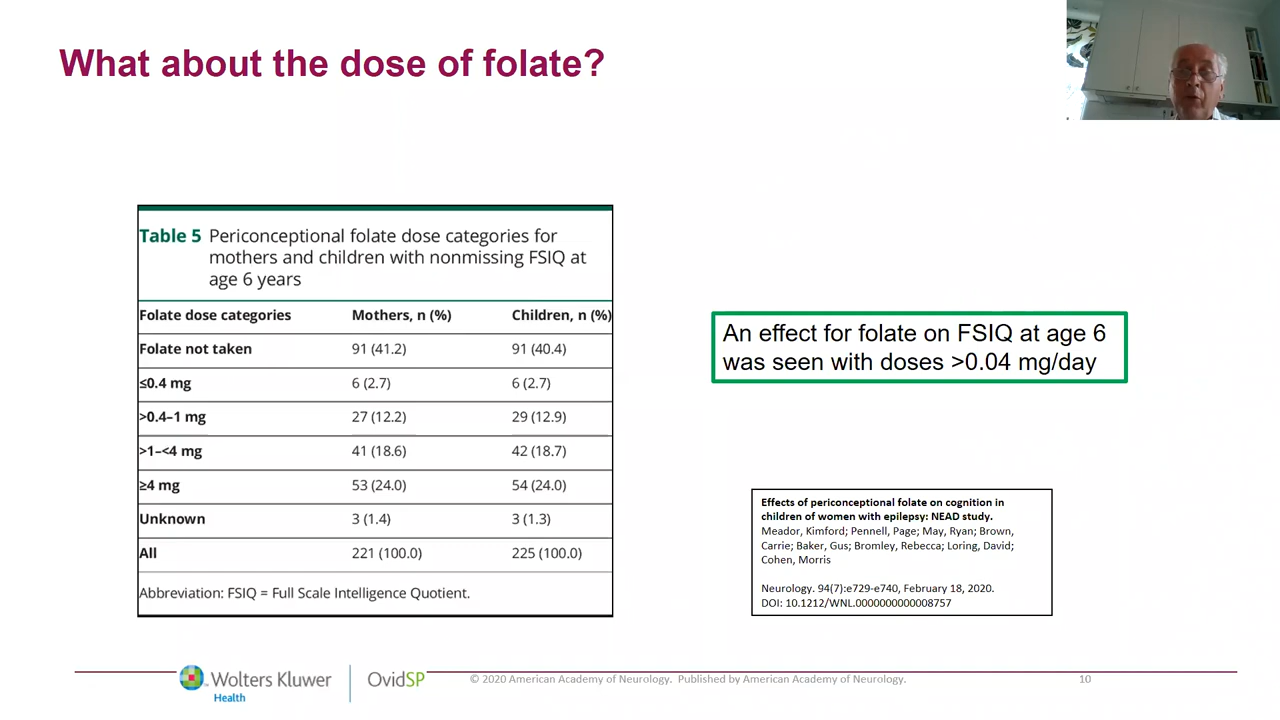 What about the dose of folate?
Table 5 Periconceptional folate dose categories for
mothers and children with nonmissing FSIQ at
age 6 years
Folate dose categories Mothers, n (%) Children, n (%)
Folate not taken 91 (41.2) 91 (40.4)
≤0.4 mg 6 (2.7) 6 (2.7)
>0.4–1 mg 27 (12.2) 29 (12.9)
>1–<4 mg 41 (18.6) 42 (18.7)
≥4 mg 53 (24.0) 54 (24.0)
Unknown 3 (1.4) 3 (1.3)
All 221 (100.0) 225 (100.0)
Abbreviation: FSIQ = Full Scale Intelligence Quotient.
An effect for folate on FSIQ at age 6
was seen with doses >0.04 mg/day
Effects of periconceptional folate on cognition in
children of women with epilepsy: NEAD study.
Meador, Kimford; Pennell, Page; May, Ryan; Brown,
Carrie; Baker, Gus; Bromley, Rebecca; Loring, David;
Cohen, Morris
Neurology. 94(7):e729-e740, February 18, 2020.
DOI: 10.1212/WNL.0000000000008757
Wolters Kluwer
Health
OvidSP
© 2020 American Academy of Neurology. Published by American Academy of Neurology.
10